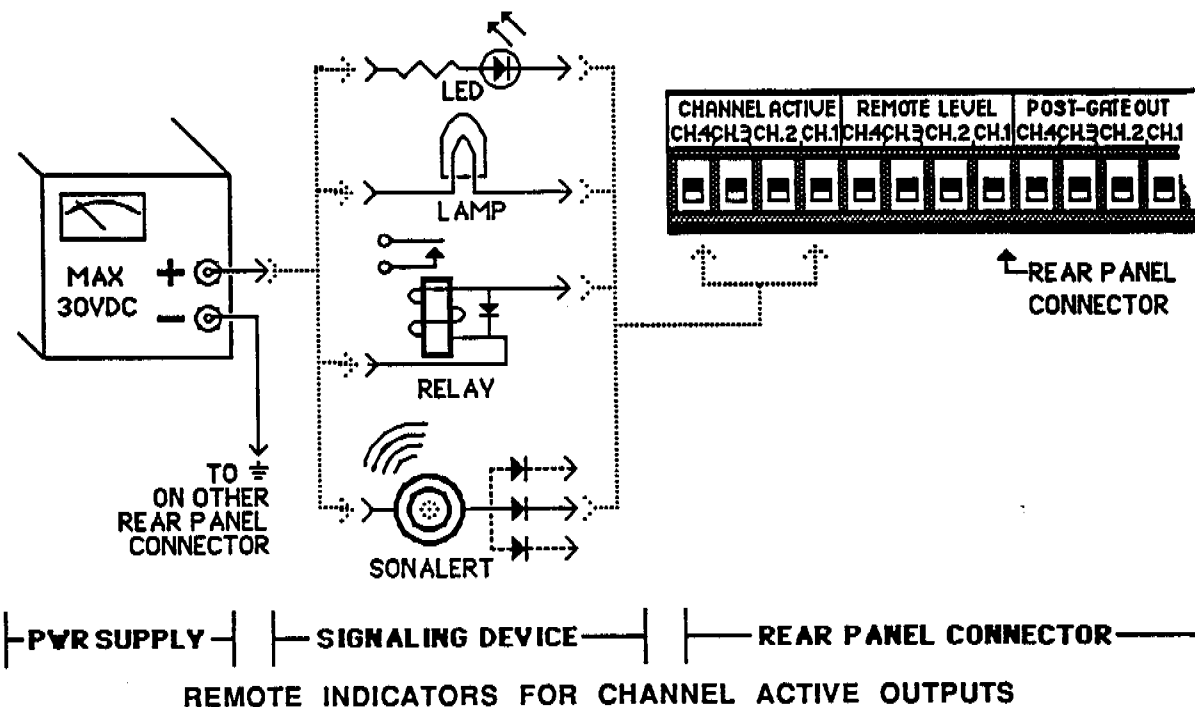 LED
CHANNEL ACTIVE REMOTE LEVEL POST-GATE OUT
CH.4 CH.3 CH.2 CH.1 CH.4 CH.3 CH.2 CH.1 CH.4 CH.3 CH.2 CH.1
LAMP
MAX
30VDC
+
−
REAR PANEL
CONNECTOR
RELAY
TO
ON OTHER
REAR PANEL
CONNECTOR
SONALERT
PWR SUPPLY
SIGNALING DEVICE
REAR PANEL CONNECTOR
REMOTE INDICATORS FOR CHANNEL ACTIVE OUTPUTS